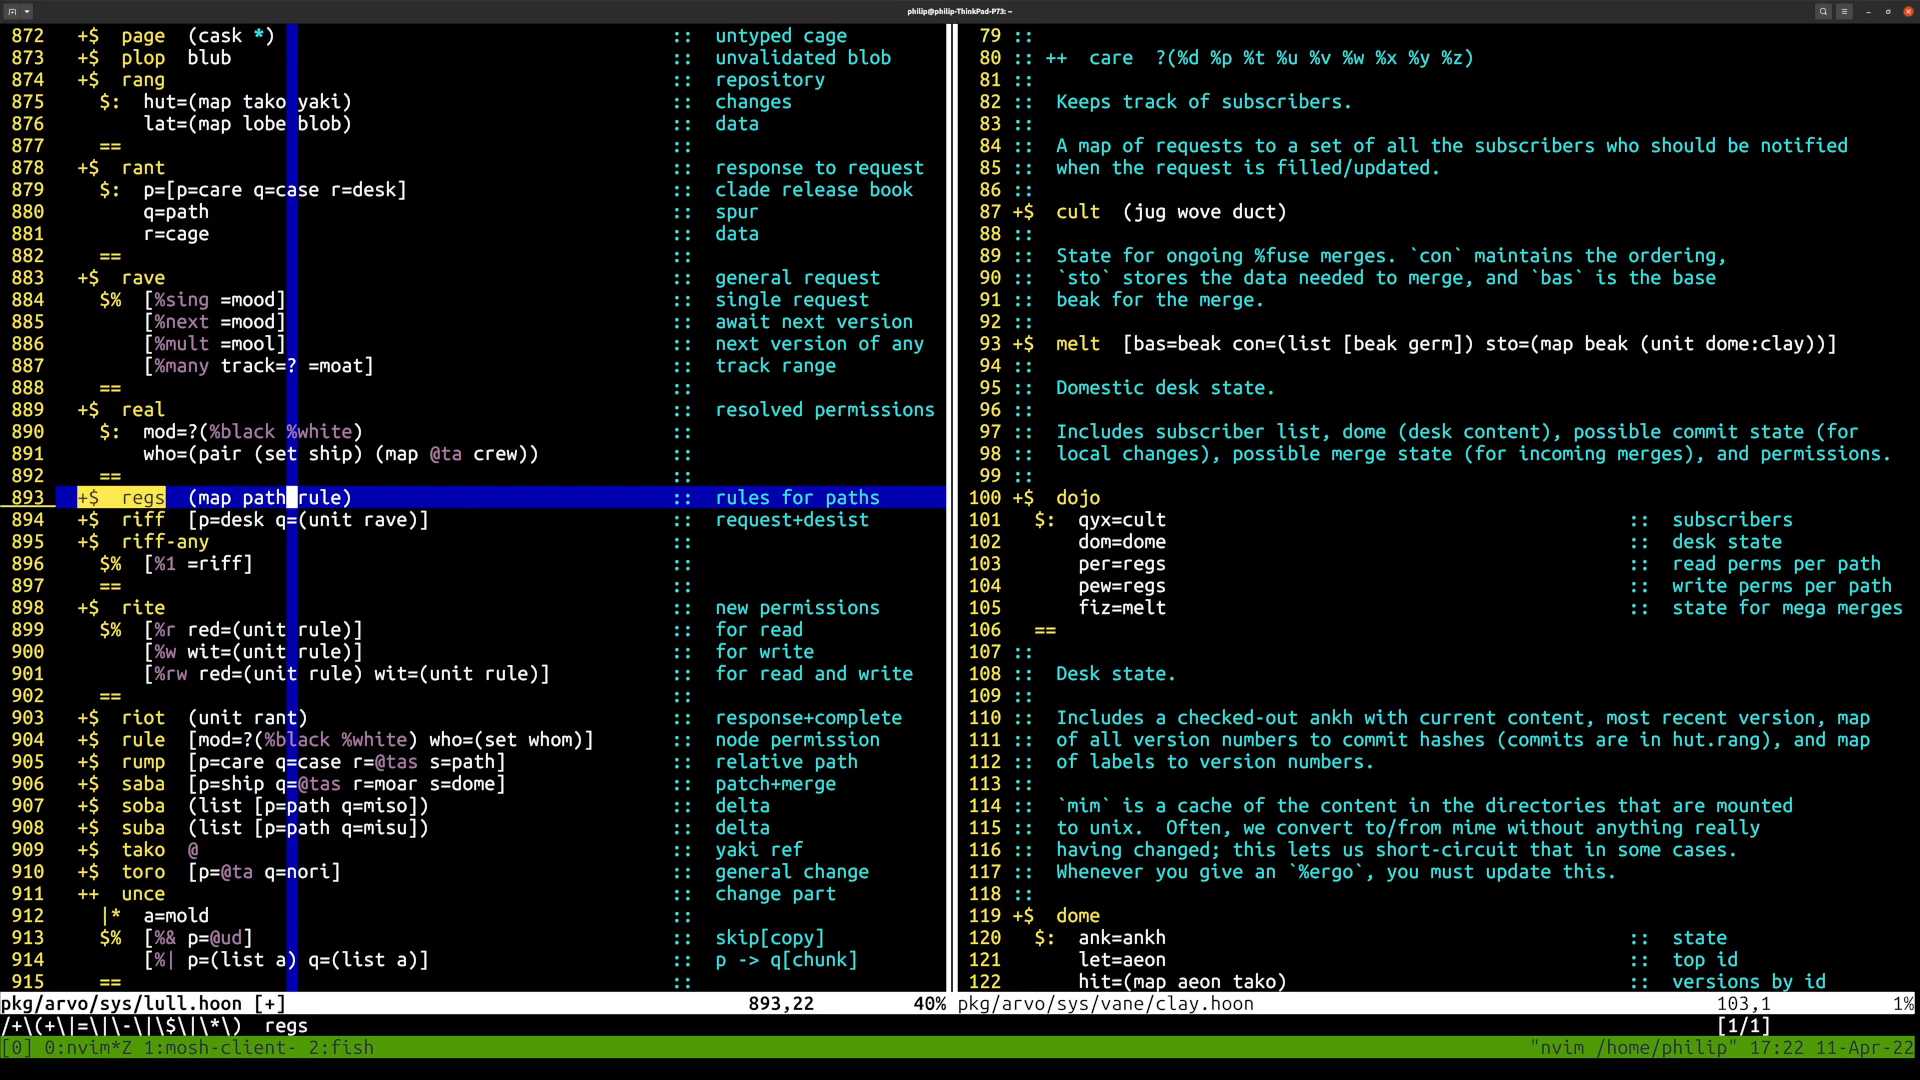 philip@philip-ThinkPad-P73: ~
872   +$  page  (cask *)                                    ::  untyped cage
873   +$  plop  blub                                        ::  unvalidated blob
874   +$  rang                                              ::  repository
875     $:  hut=(map tako yaki)                             ::  changes
876         lat=(map lobe blob)                             ::  data
877     ==                                                  ::
878   +$  rant                                              ::  response to request
879     $:  p=[p=care q=case r=desk]                        ::  clade release book
880         q=path                                          ::  spur
881         r=cage                                          ::  data
882     ==                                                  ::
883   +$  rave                                              ::  general request
884     $%  [%sing =mood]                                   ::  single request
885         [%next =mood]                                   ::  await next version
886         [%mult =mool]                                   ::  next version of any
887         [%many track=? =moat]                           ::  track range
888     ==                                                  ::
889   +$  real                                              ::  resolved permissions
890     $:  mod=?(%black %white)                            ::
891         who=(pair (set ship) (map @ta crew))            ::
892     ==                                                  ::
893   +$  regs  (map path rule)                             ::  rules for paths
894   +$  riff  [p=desk q=(unit rave)]                      ::  request+desist
895   +$  riff-any                                          ::
896     $%  [%1 =riff]                                      ::
897     ==                                                  ::
898   +$  rite                                              ::  new permissions
899     $%  [%r red=(unit rule)]                            ::  for read
900         [%w wit=(unit rule)]                            ::  for write
901         [%rw red=(unit rule) wit=(unit rule)]           ::  for read and write
902     ==                                                  ::
903   +$  riot  (unit rant)                                 ::  response+complete
904   +$  rule  [mod=?(%black %white) who=(set whom)]       ::  node permission
905   +$  rump  [p=care q=case r=@tas s=path]               ::  relative path
906   +$  saba  [p=ship q=@tas r=moar s=dome]               ::  patch+merge
907   +$  soba  (list [p=path q=miso])                      ::  delta
908   +$  suba  (list [p=path q=misu])                      ::  delta
909   +$  tako  @                                           ::  yaki ref
910   +$  toro  [p=@ta q=nori]                              ::  general change
911   ++  unce                                              ::  change part
912     |*  a=mold                                          ::
913     $%  [%& p=@ud]                                      ::  skip[copy]
914         [%| p=(list a) q=(list a)]                      ::  p -> q[chunk]
915     ==                                                  ::
pkg/arvo/sys/lull.hoon [+]    893,22    40%
79 ::
80 :: ++  care  ?(%d %p %t %u %v %w %x %y %z)
81 ::
82 ::  Keeps track of subscribers.
83 ::
84 ::  A map of requests to a set of all the subscribers who should be notified
85 ::  when the request is filled/updated.
86 ::
87 +$  cult  (jug wove duct)
88 ::
89 ::  State for ongoing %fuse merges. `con` maintains the ordering,
90 ::  `sto` stores the data needed to merge, and `bas` is the base
91 ::  beak for the merge.
92 ::
93 +$  melt  [bas=beak con=(list [beak germ]) sto=(map beak (unit dome:clay))]
94 ::
95 ::  Domestic desk state.
96 ::
97 ::  Includes subscriber list, dome (desk content), possible commit state (for
98 ::  local changes), possible merge state (for incoming merges), and permissions.
99 ::
100 +$  dojo
101   $:  qyx=cult                                          ::  subscribers
102       dom=dome                                          ::  desk state
103       per=regs                                          ::  read perms per path
104       pew=regs                                          ::  write perms per path
105       fiz=melt                                          ::  state for mega merges
106   ==
107 ::
108 ::  Desk state.
109 ::
110 ::  Includes a checked-out ankh with current content, most recent version, map
111 ::  of all version numbers to commit hashes (commits are in hut.rang), and map
112 ::  of labels to version numbers.
113 ::
114 ::  `mim` is a cache of the content in the directories that are mounted
115 ::  to unix.  Often, we convert to/from mime without anything really
116 ::  having changed; this lets us short-circuit that in some cases.
117 ::  Whenever you give an `%ergo`, you must update this.
118 ::
119 +$  dome
120   $:  ank=ankh                                          ::  state
121       let=aeon                                          ::  top id
122       hit=(map aeon tako)                               ::  versions by id
pkg/arvo/sys/vane/clay.hoon    103,1    1%
/+\(+\|=\|\-\|\$\|\*\)  regs    [1/1]
[0] 0:nvim*Z 1:mosh-client- 2:fish    "nvim /home/philip" 17:22 11-Apr-22